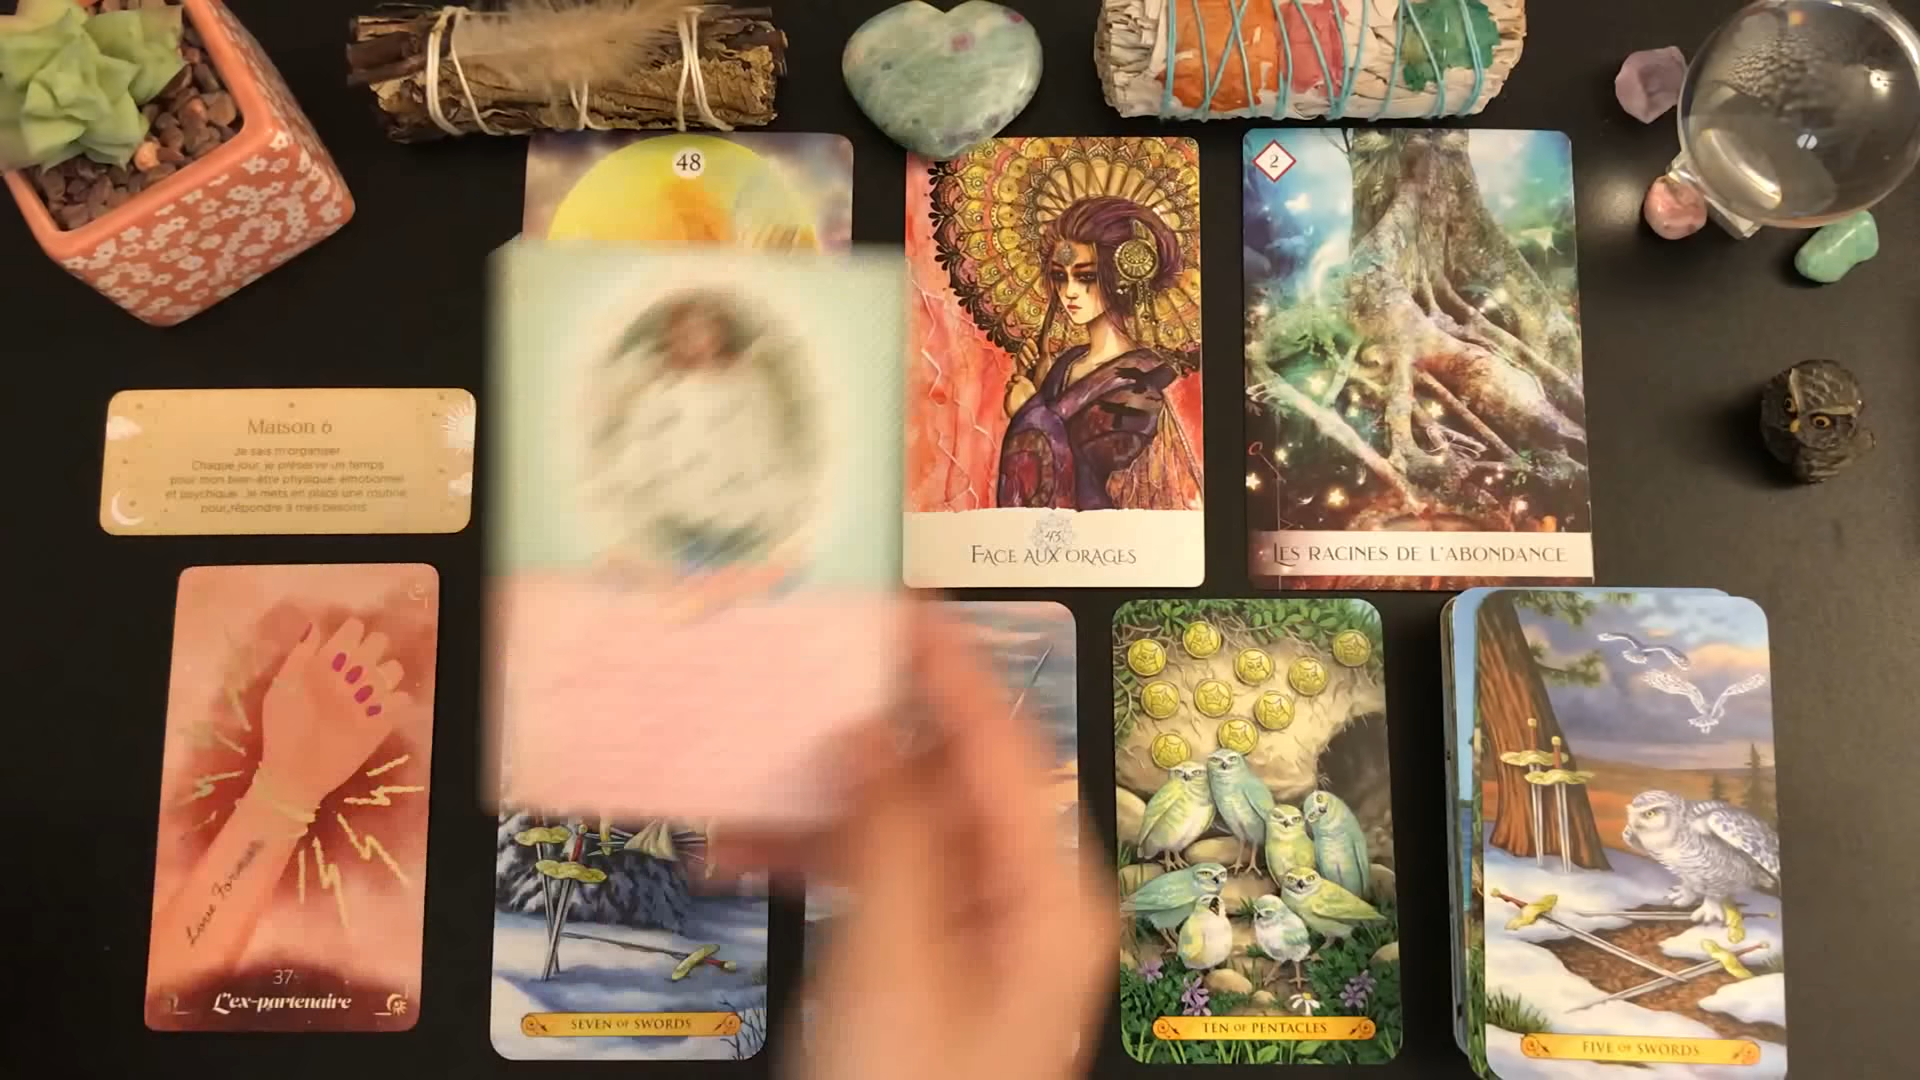 48
2
Maison 6
Je sais m'organiser
Chaque jour, je préserve un temps
pour mon bien-être physique, émotionnel
et psychique. Je mets en place une routine
pour répondre à mes besoins.
43
FACE AUX ORAGES
LES RACINES DE L'ABONDANCE
Love Forever
37
L'ex-partenaire
SEVEN OF SWORDS
TEN OF PENTACLES
FIVE OF SWORDS